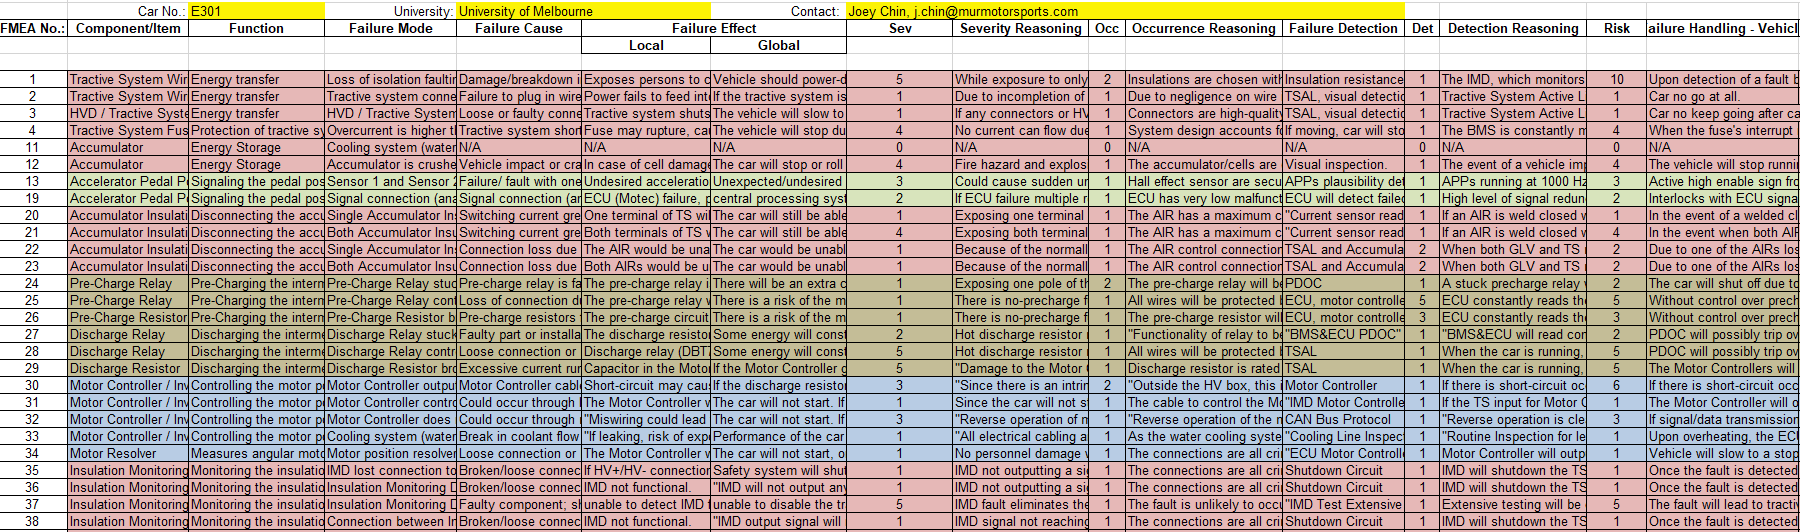 Car No.: E301 University: University of Melbourne Contact: Joey Chin, j.chin@murmotorsports.com
FMEA No.: Component/Item Function Failure Mode Failure Cause Failure Effect Sev Severity Reasoning Occ Occurrence Reasoning Failure Detection Det Detection Reasoning Risk ailure Handling - Vehicl
Local Global
1 Tractive System Wir Energy transfer Loss of isolation faultin Damage/breakdown i Exposes persons to c Vehicle should power-d 5 While exposure to only 2 Insulations are chosen with Insulation resistance 1 The IMD, which monitors 10 Upon detection of a fault b
2 Tractive System Wir Energy transfer Tractive system conne Failure to plug in wire Power fails to feed int If the tractive system is 1 Due to incompletion of 1 Due to negligence on wire TSAL, visual detectio 1 Tractive System Active L 1 Car no go at all.
3 HVD / Tractive Syste Energy transfer HVD / Tractive System Loose or faulty conne Tractive system shuts The vehicle will slow to 1 If any connectors or HV 1 Connectors are high-quality TSAL, visual detectio 1 Tractive System Active L 1 Car no keep going after ca
4 Tractive System Fus Protection of tractive sy Overcurrent is higher t Tractive system short Fuse may rupture, cau The vehicle will stop du 4 No current can flow due 1 System design accounts f If moving, car will sto 1 The BMS is constantly m 4 When the fuse's interrupt
11 Accumulator Energy Storage Cooling system (water N/A N/A N/A 0 N/A 0 N/A N/A 0 N/A 0 N/A
12 Accumulator Energy Storage Accumulator is crushe Vehicle impact or cra In case of cell damage The car will stop or roll 4 Fire hazard and explos 1 The accumulator/cells are Visual inspection. 1 The event of a vehicle imp 4 The vehicle will stop runni
13 Accelerator Pedal Po Signaling the pedal pos Sensor 1 and Sensor 2 Failure/ fault with one Undesired acceleratio Unexpected/undesired 3 Could cause sudden un 1 Hall effect sensor are secu APPs plausibility det 1 APPs running at 1000 Hz 3 Active high enable sign fro
19 Accelerator Pedal Po Signaling the pedal pos Signal connection (ana Signal connection (an ECU (Motec) failure, p central processing syst 2 If ECU failure multiple r 1 ECU has very low malfunct ECU will detect failed 1 High level of signal redun 2 Interlocks with ECU signa
20 Accumulator Insulati Disconnecting the accu Single Accumulator Ins Switching current gre One terminal of TS wil The car will still be able 1 Exposing one terminal 1 The AIR has a maximum c "Current sensor read 1 If an AIR is weld closed w 1 In the event of a welded cl
21 Accumulator Insulati Disconnecting the accu Both Accumulator Insu Switching current gre Both terminals of TS w The car will still be able 4 Exposing both terminal 1 The AIR has a maximum c "Current sensor read 1 If an AIR is weld closed w 4 In the event when both AIR
22 Accumulator Insulati Disconnecting the accu Single Accumulator Ins Connection loss due The AIR would be una The car would be unabl 1 Because of the normall 1 The AIR control connection TSAL and Accumula 2 When both GLV and TS i 2 Due to one of the AIRs los
23 Accumulator Insulati Disconnecting the accu Both Accumulator Insu Connection loss due Both AIRs would be u The car would be unabl 1 Because of the normall 1 The AIR control connection TSAL and Accumula 2 When both GLV and TS i 2 Due to one of the AIRs los
24 Pre-Charge Relay Pre-Charging the intern Pre-Charge Relay stuc Pre-charge relay is fa The pre-charge relay i There will be an extra c 1 Exposing one pole of th 2 The pre-charge relay will be PDOC 1 A stuck precharge relay w 2 The car will shut off due to
25 Pre-Charge Relay Pre-Charging the intern Pre-Charge Relay cont Loss of connection d The pre-charge relay w There is a risk of the m 1 There is no-precharge f 1 All wires will be protected b ECU, motor controlle 5 ECU constantly reads the 5 Without control over prech
26 Pre-Charge Resistor Pre-Charging the intern Pre-Charge Resistor b Pre-charge resistors The pre-charge circuit There is a risk of the m 1 There is no-precharge f 1 The pre-charge resistor will ECU, motor controlle 3 ECU constantly reads the 3 Without control over prech
27 Discharge Relay Discharging the interne Discharge Relay stuck Faulty part or installa The discharge resistor Some energy will const 2 Hot discharge resistor 1 "Functionality of relay to be "BMS&ECU PDOC" 1 "BMS&ECU will read con 2 PDOC will possibly trip ov
28 Discharge Relay Discharging the interne Discharge Relay contr Loose connection or Discharge relay (DBT Some energy will const 5 Hot discharge resistor 1 All wires will be protected b TSAL 1 When the car is running, 5 PDOC will possibly trip ov
29 Discharge Resistor Discharging the interne Discharge Resistor bro Excessive current run Capacitor in the Motor If the Motor Controller g 5 "Damage to the Motor 1 Discharge resistor is rated TSAL 1 When the car is running, 5 The Motor Controllers will
30 Motor Controller / Inv Controlling the motor po Motor Controller outpu Motor Controller cable Short-circuit may caus If the discharge resisto 3 "Since there is an intrin 2 "Outside the HV box, this i Motor Controller 1 If there is short-circuit oc 6 If there is short-circuit occ
31 Motor Controller / Inv Controlling the motor po Motor Controller contr Could occur through The Motor Controller w The car will not start. If 1 Since the car will not s 1 The cable to control the Mo "IMD Motor Controlle 1 If the TS input for Motor C 1 The Motor Controller will o
32 Motor Controller / Inv Controlling the motor po Motor Controller does Could occur through "Miswiring could lead The car will not start. If 3 "Reverse operation of m 1 "Reverse operation of the n CAN Bus Protocol 1 "Reverse operation is cle 3 If signal/data transmission
33 Motor Controller / Inv Controlling the motor po Cooling system (water Break in coolant flow "If leaking, risk of expo Performance of the car 1 "All electrical cabling a 1 As the water cooling syste "Cooling Line Inspec 1 "Routine Inspection for le 1 Upon overheating, the ECU
34 Motor Resolver Measures angular moto Motor position resolver Loose connection or The Motor Controller w The car will not start, o 1 No personnel damage w 1 The connections are all cri "ECU Motor Controlle 1 Motor Controller will outp 1 Vehicle will slow to a stop
35 Insulation Monitoring Monitoring the insulatio IMD lost connection to Broken/loose connec If HV+/HV- connection Safety system will shut 1 IMD not outputting a sig 1 The connections are all cri Shutdown Circuit 1 IMD will shutdown the TS 1 Once the fault is detected
36 Insulation Monitoring Monitoring the insulatio Insulation Monitoring D Broken/loose connec IMD not functional. "IMD will not output any 1 IMD not outputting a sig 1 The connections are all cri Shutdown Circuit 1 IMD will shutdown the TS 1 Once the fault is detected
37 Insulation Monitoring Monitoring the insulatio Insulation Monitoring D Faulty component; sh unable to detect IMD f unable to disable the tr 5 IMD fault eliminates the 1 The fault is unlikely to occu "IMD Test Extensive 1 Extensive testing will be 5 The fault will lead to tractiv
38 Insulation Monitoring Monitoring the insulatio Connection between In Broken/loose connec IMD not functional. "IMD output signal will 1 IMD signal not reaching 1 The connections are all cri Shutdown Circuit 1 IMD will shutdown the TS 1 Once the fault is detected